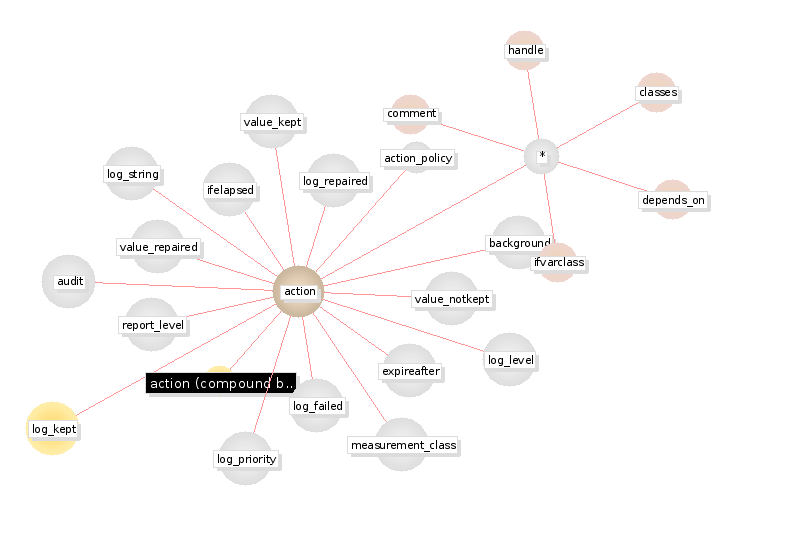 handle
classes
comment
value_kept
*
action_policy
log_string
log_repaired
ifelapsed
depends_on
background
value_repaired
ifvarclass
audit
action
value_notkept
report_level
log_level
expireafter
action (compound b..
log_failed
log_kept
measurement_class
log_priority